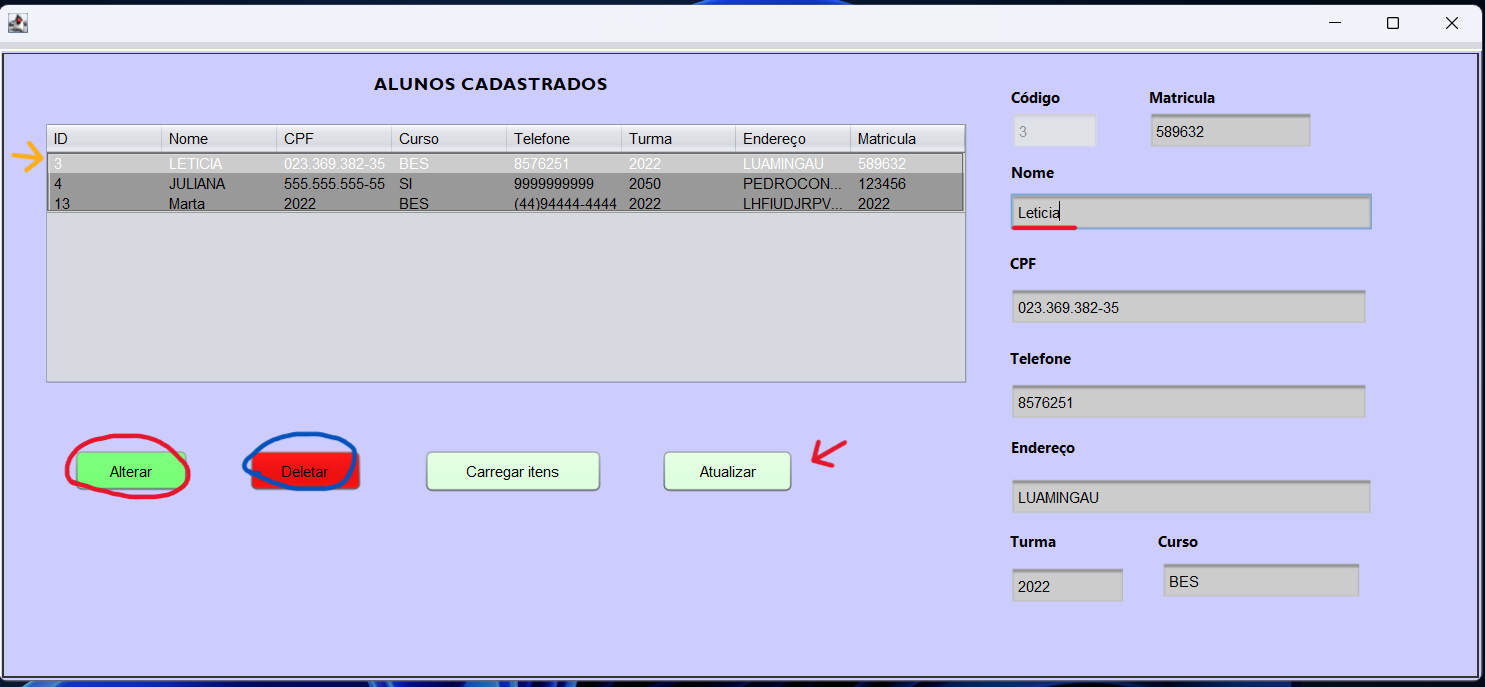 ALUNOS CADASTRADOS
ID Nome CPF Curso Telefone Turma Endereço Matricula
3 LETICIA 023.369.382-35 BES 8576251 2022 LUAMINGAU 589632
4 JULIANA 555.555.555-55 SI 9999999999 2050 PEDROCON... 123456
13 Marta 2022 BES (44)94444-4444 2022 LHFIUDJRPV... 2022
Alterar Deletar Carregar itens Atualizar
Código Matricula
3 589632
Nome
Leticia
CPF
023.369.382-35
Telefone
8576251
Endereço
LUAMINGAU
Turma Curso
2022 BES